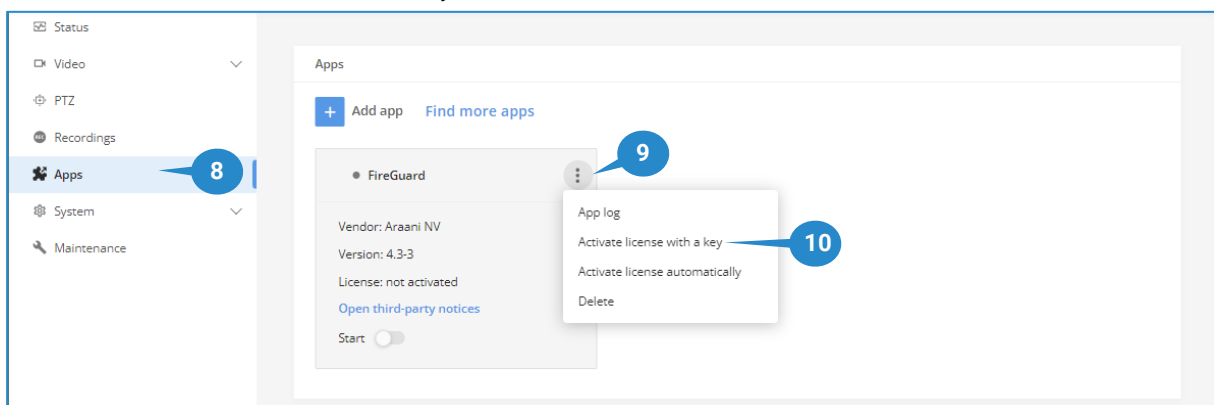 Status
Video
PTZ
Recordings
Apps
8
System
Maintenance
Apps
+ Add app Find more apps
9
FireGuard
Vendor: Araani NV
Version: 4.3-3
License: not activated
Open third-party notices
Start
App log
Activate license with a key
10
Activate license automatically
Delete